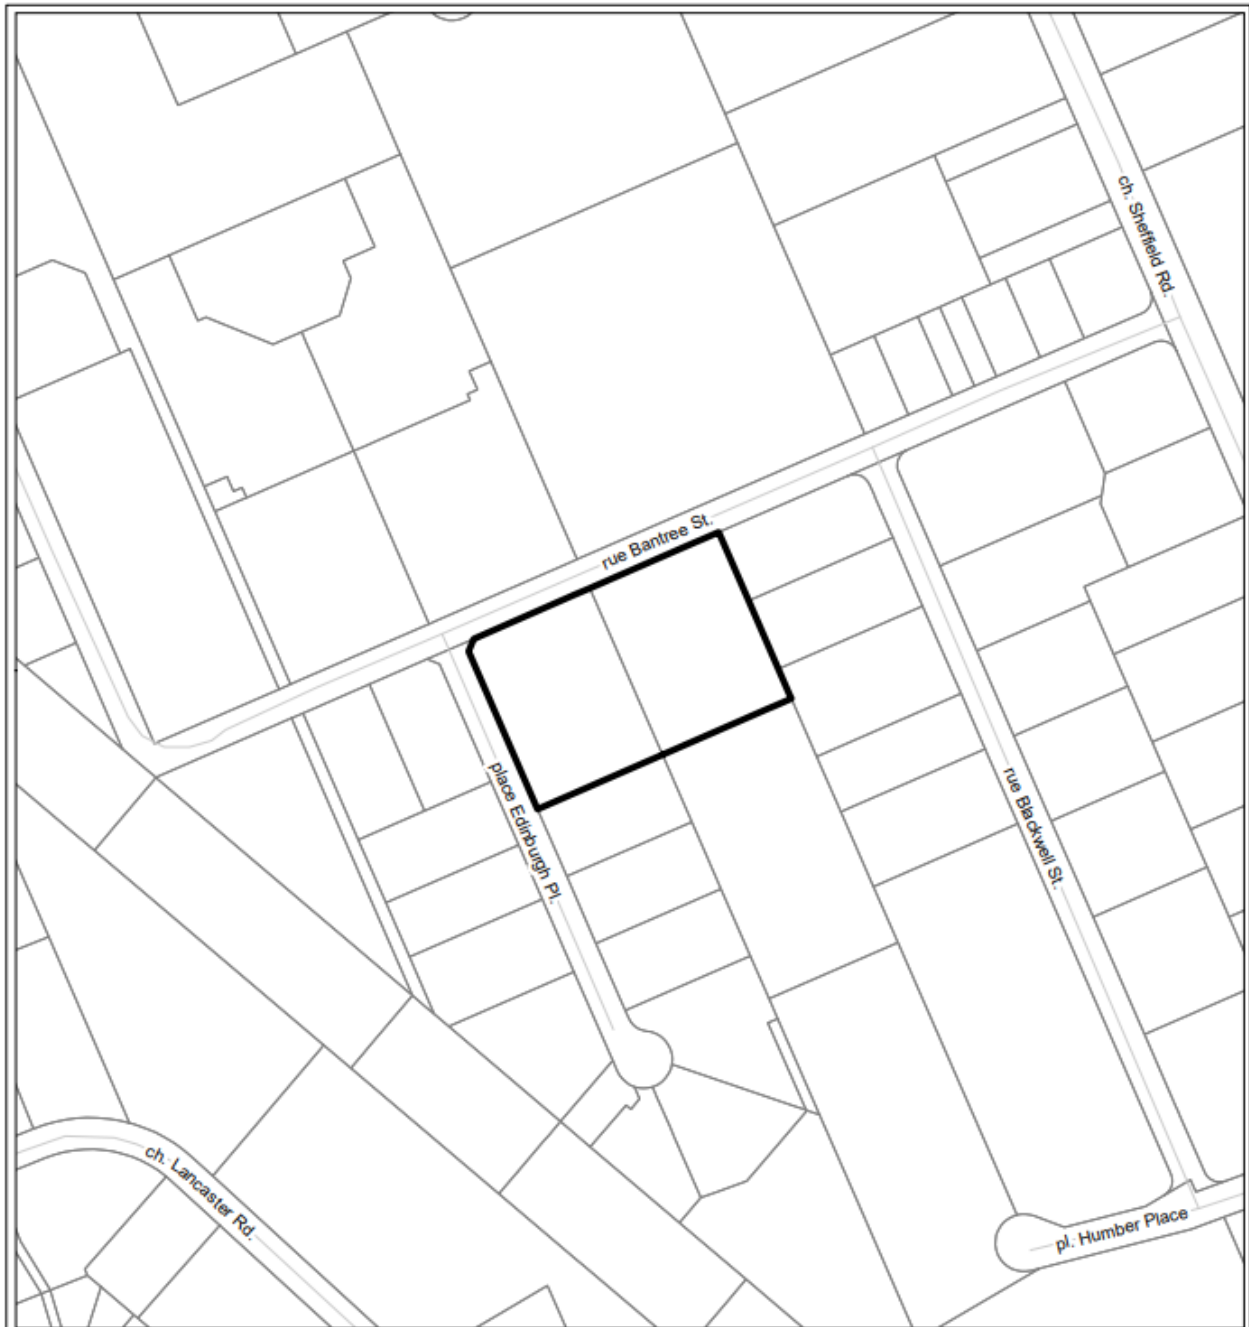 ch. Sheffield Rd.
rue Bantree St.
place Edinburgh Pl.
rue Blackwell St.
ch. Lancaster Rd.
pl. Humber Place